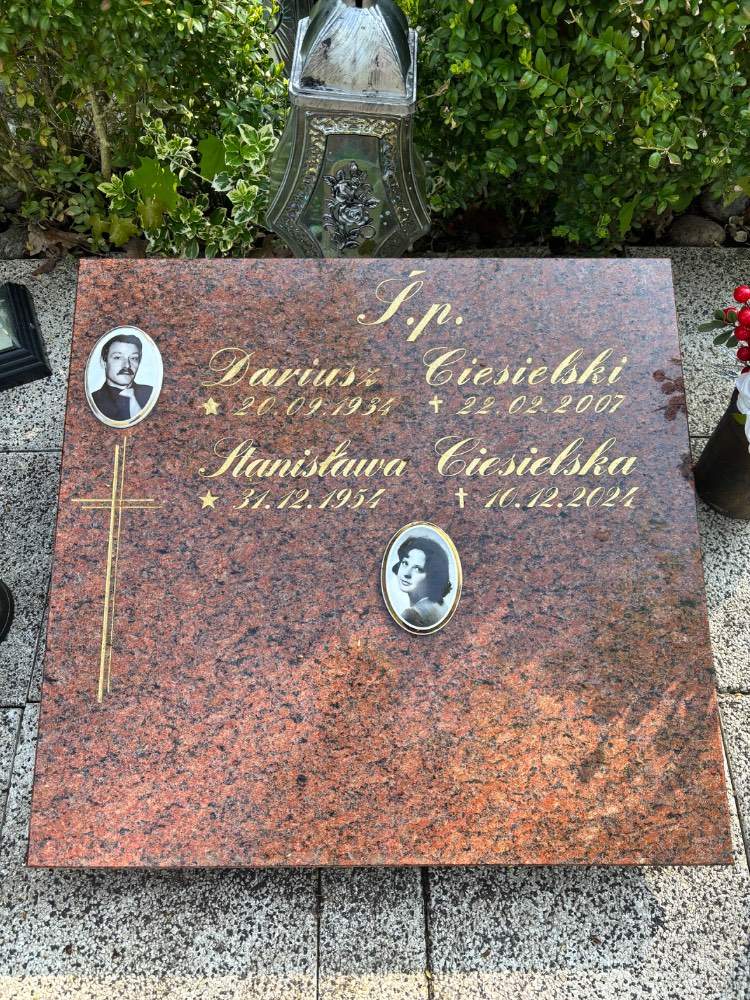 Ś.p.
Dariusz Ciesielski
★ 20.09.1934 ✝ 22.02.2007
Stanisława Ciesielska
★ 31.12.1954 ✝ 10.12.2024